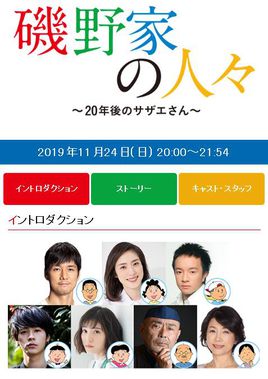 磯野家
の人々
～20年後のサザエさん～
2019年11月24日(日) 20:00～21:54
イントロダクション
ストーリー
キャスト・スタッフ
イントロダクション